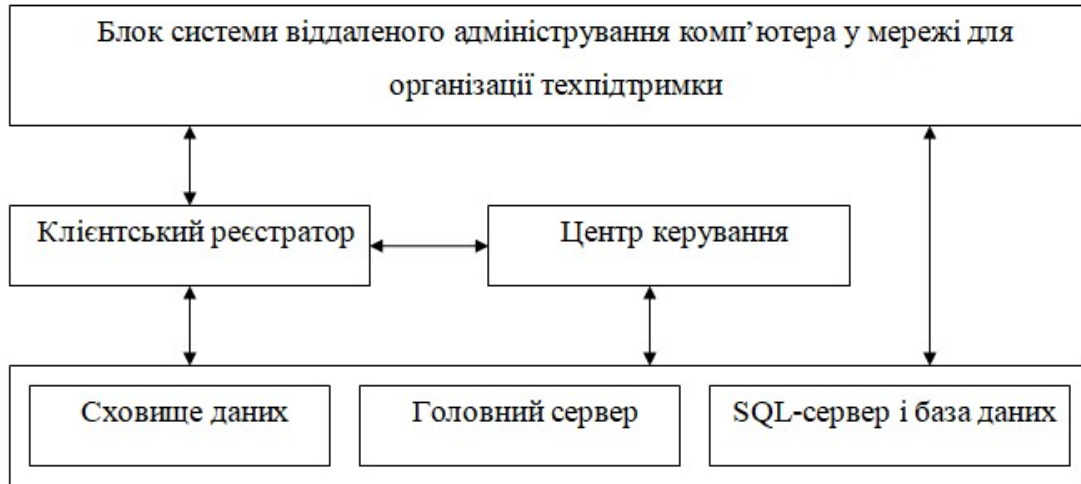 Блок системи віддаленого адміністрування комп’ютера у мережі для
організації техпідтримки
Клієнтський реєстратор
Центр керування
Сховище даних
Головний сервер
SQL-сервер і база даних